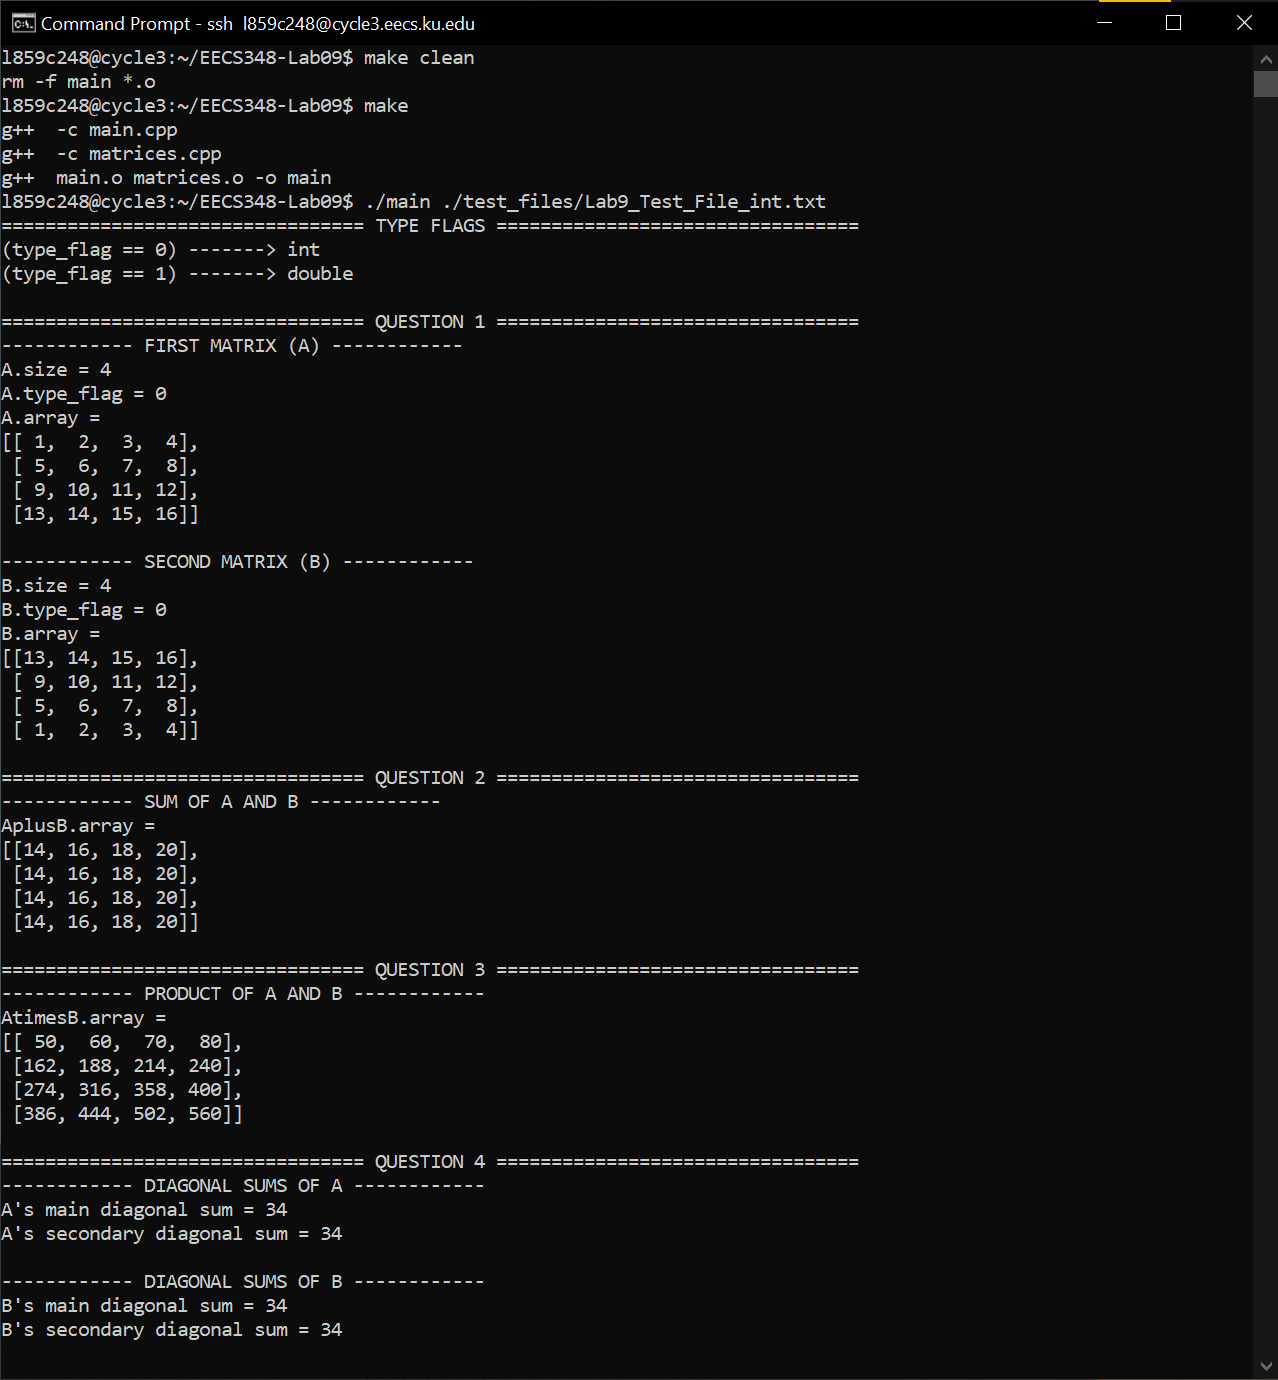 Command Prompt - ssh  l859c248@cycle3.eecs.ku.edu
l859c248@cycle3:~/EECS348-Lab09$ make clean
rm -f main *.o
l859c248@cycle3:~/EECS348-Lab09$ make
g++  -c main.cpp
g++  -c matrices.cpp
g++  main.o matrices.o -o main
l859c248@cycle3:~/EECS348-Lab09$ ./main ./test_files/Lab9_Test_File_int.txt
================================= TYPE FLAGS =================================
(type_flag == 0) -------> int
(type_flag == 1) -------> double

================================= QUESTION 1 =================================
------------ FIRST MATRIX (A) ------------
A.size = 4
A.type_flag = 0
A.array =
[[ 1,  2,  3,  4],
 [ 5,  6,  7,  8],
 [ 9, 10, 11, 12],
 [13, 14, 15, 16]]

------------ SECOND MATRIX (B) ------------
B.size = 4
B.type_flag = 0
B.array =
[[13, 14, 15, 16],
 [ 9, 10, 11, 12],
 [ 5,  6,  7,  8],
 [ 1,  2,  3,  4]]

================================= QUESTION 2 =================================
------------ SUM OF A AND B ------------
AplusB.array =
[[14, 16, 18, 20],
 [14, 16, 18, 20],
 [14, 16, 18, 20],
 [14, 16, 18, 20]]

================================= QUESTION 3 =================================
------------ PRODUCT OF A AND B ------------
AtimesB.array =
[[ 50,  60,  70,  80],
 [162, 188, 214, 240],
 [274, 316, 358, 400],
 [386, 444, 502, 560]]

================================= QUESTION 4 =================================
------------ DIAGONAL SUMS OF A ------------
A's main diagonal sum = 34
A's secondary diagonal sum = 34

------------ DIAGONAL SUMS OF B ------------
B's main diagonal sum = 34
B's secondary diagonal sum = 34